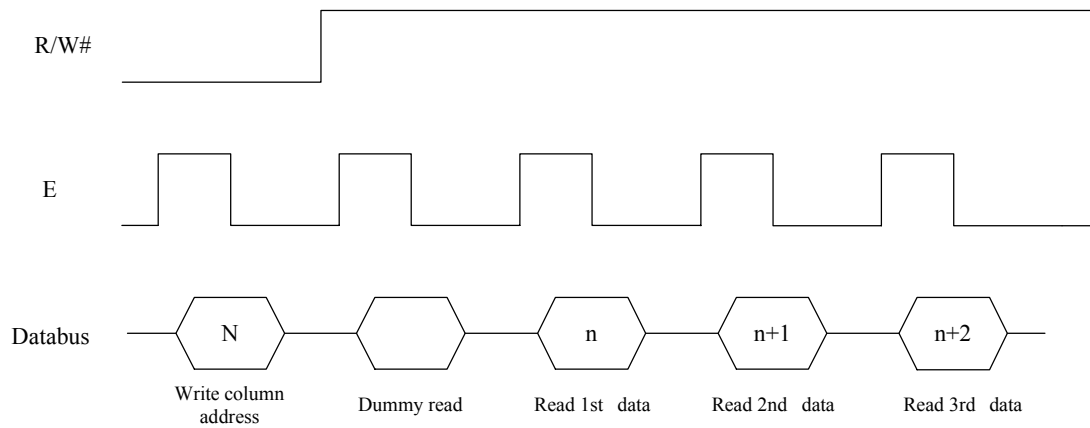 R/W#
E
Databus
N
n
n+1
n+2
Write column
address
Dummy read
Read 1st data
Read 2nd data
Read 3rd data